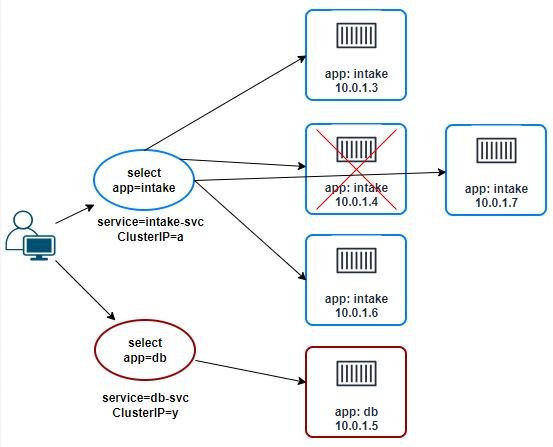 app: intake
10.0.1.3
select
app=intake
service=intake-svc
ClusterIP=a
app: intake
10.0.1.4
app: intake
10.0.1.7
app: intake
10.0.1.6
select
app=db
service=db-svc
ClusterIP=y
app: db
10.0.1.5